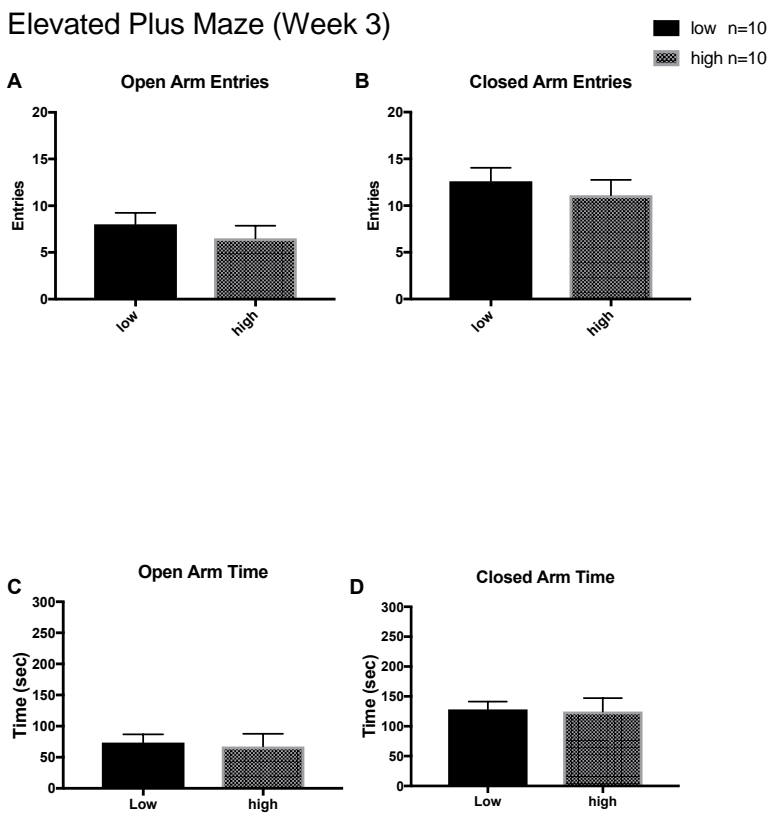 Elevated Plus Maze (Week 3)
low n=10
high n=10
A
Open Arm Entries
20
15
10
5
0
Entries
low
high
B
Closed Arm Entries
20
15
10
5
0
Entries
low
high
C
Open Arm Time
300
250
200
150
100
50
0
Time (sec)
Low
high
D
Closed Arm Time
300
250
200
150
100
50
0
Time (sec)
Low
high